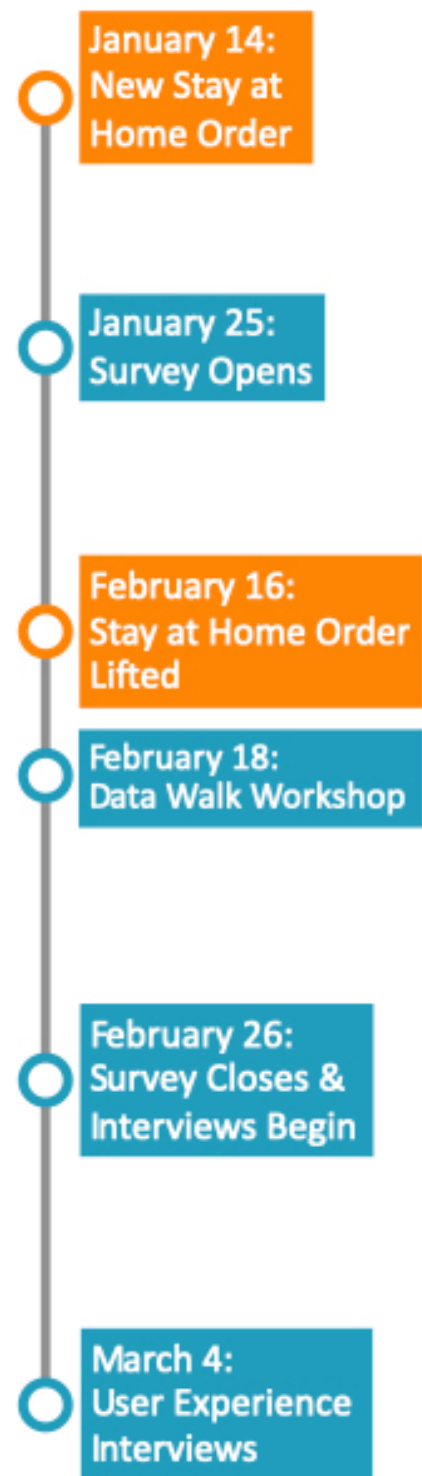 January 14:
New Stay at
Home Order
January 25:
Survey Opens
February 16:
Stay at Home Order
Lifted
February 18:
Data Walk Workshop
February 26:
Survey Closes &
Interviews Begin
March 4:
User Experience
Interviews